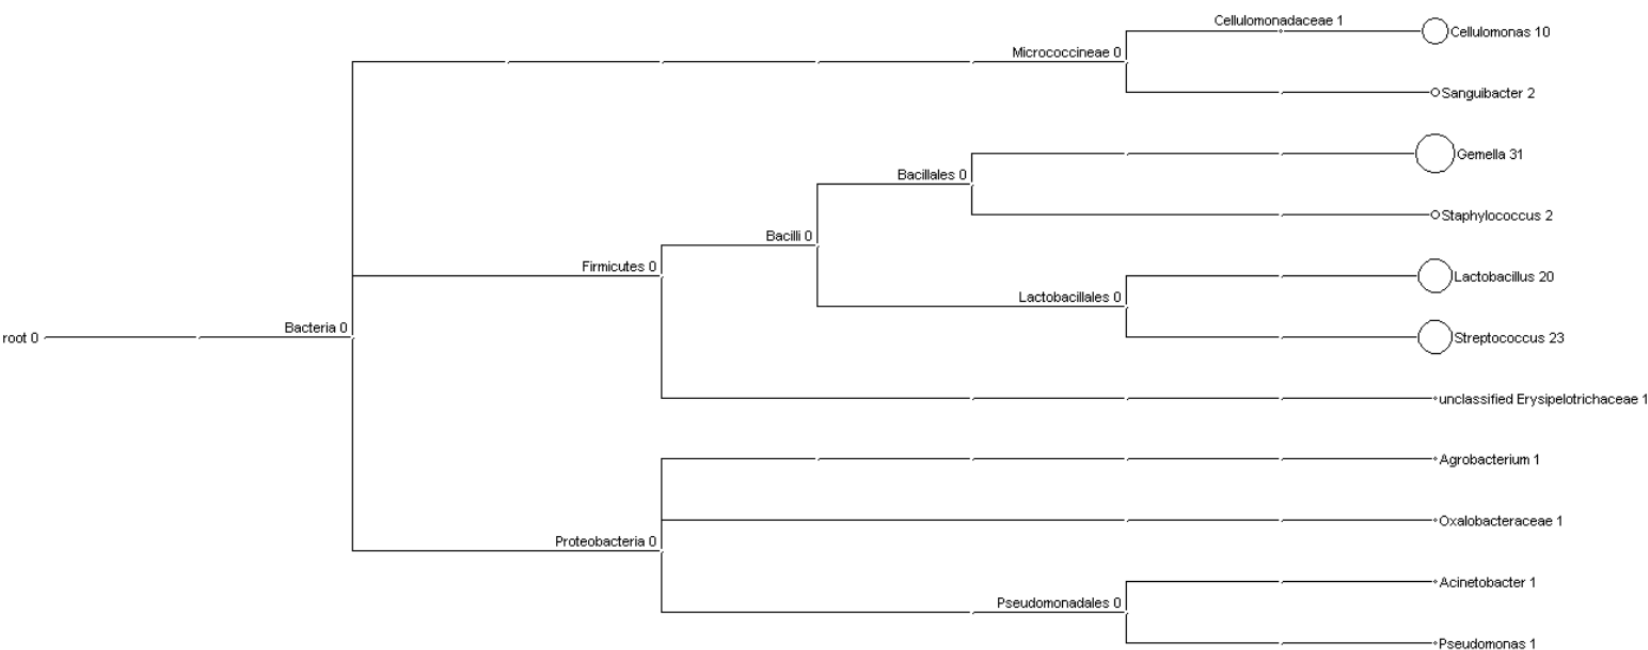 Cellulomonadaceae 1
Cellulomonas 10
Micrococcineae 0
Sanguibacter 2
Gemella 31
Bacillales 0
Staphylococcus 2
Bacilli 0
Firmicutes 0
Lactobacillus 20
Lactobacillales 0
Bacteria 0
root 0
Streptococcus 23
unclassified Erysipelotrichaceae 1
Agrobacterium 1
Oxalobacteraceae 1
Proteobacteria 0
Acinetobacter 1
Pseudomonadales 0
Pseudomonas 1